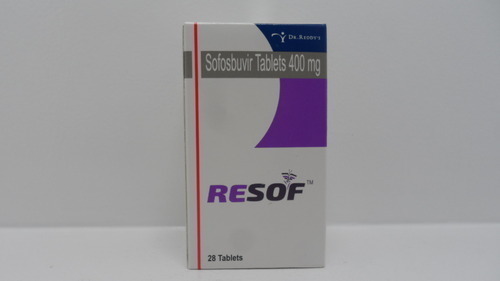 Dr. Reddy's
Sofosbuvir Tablets 400 mg
RESOF™
28 Tablets